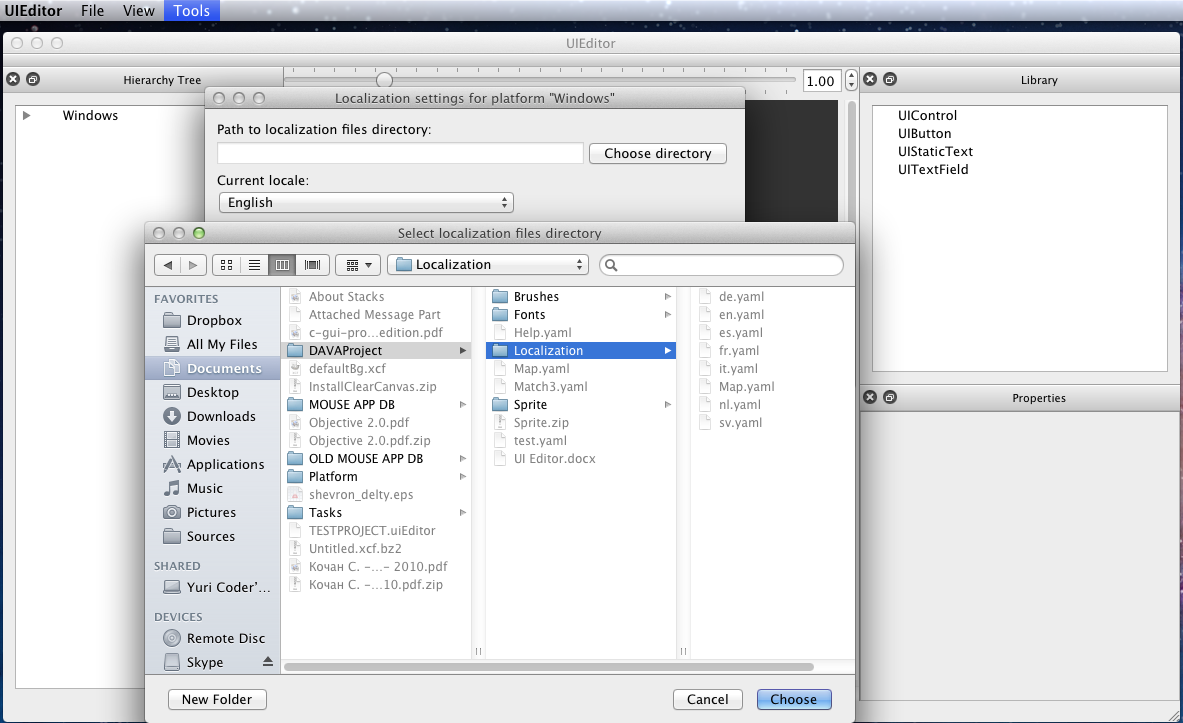 UIEditor File View Tools
UIEditor
Hierarchy Tree
1.00
Library
Windows
UIControl
UIButton
UIStaticText
UITextField
Properties
Localization settings for platform "Windows"
Path to localization files directory:
Choose directory
Current locale:
English
Select localization files directory
Localization
FAVORITES
Dropbox
All My Files
Documents
Desktop
Downloads
Movies
Applications
Music
Pictures
Sources
SHARED
Yuri Coder’...
DEVICES
Remote Disc
Skype
About Stacks
Attached Message Part
c-gui-pro...edition.pdf
DAVAProject
defaultBg.xcf
InstallClearCanvas.zip
MOUSE APP DB
Objective 2.0.pdf
Objective 2.0.pdf.zip
OLD MOUSE APP DB
Platform
shevron_delty.eps
Tasks
TESTPROJECT.uiEditor
Untitled.xcf.bz2
Кочан С. -...- 2010.pdf
Кочан С. -...10.pdf.zip
Brushes
Fonts
Help.yaml
Localization
Map.yaml
Match3.yaml
Sprite
Sprite.zip
test.yaml
UI Editor.docx
de.yaml
en.yaml
es.yaml
fr.yaml
it.yaml
Map.yaml
nl.yaml
sv.yaml
New Folder
Cancel
Choose